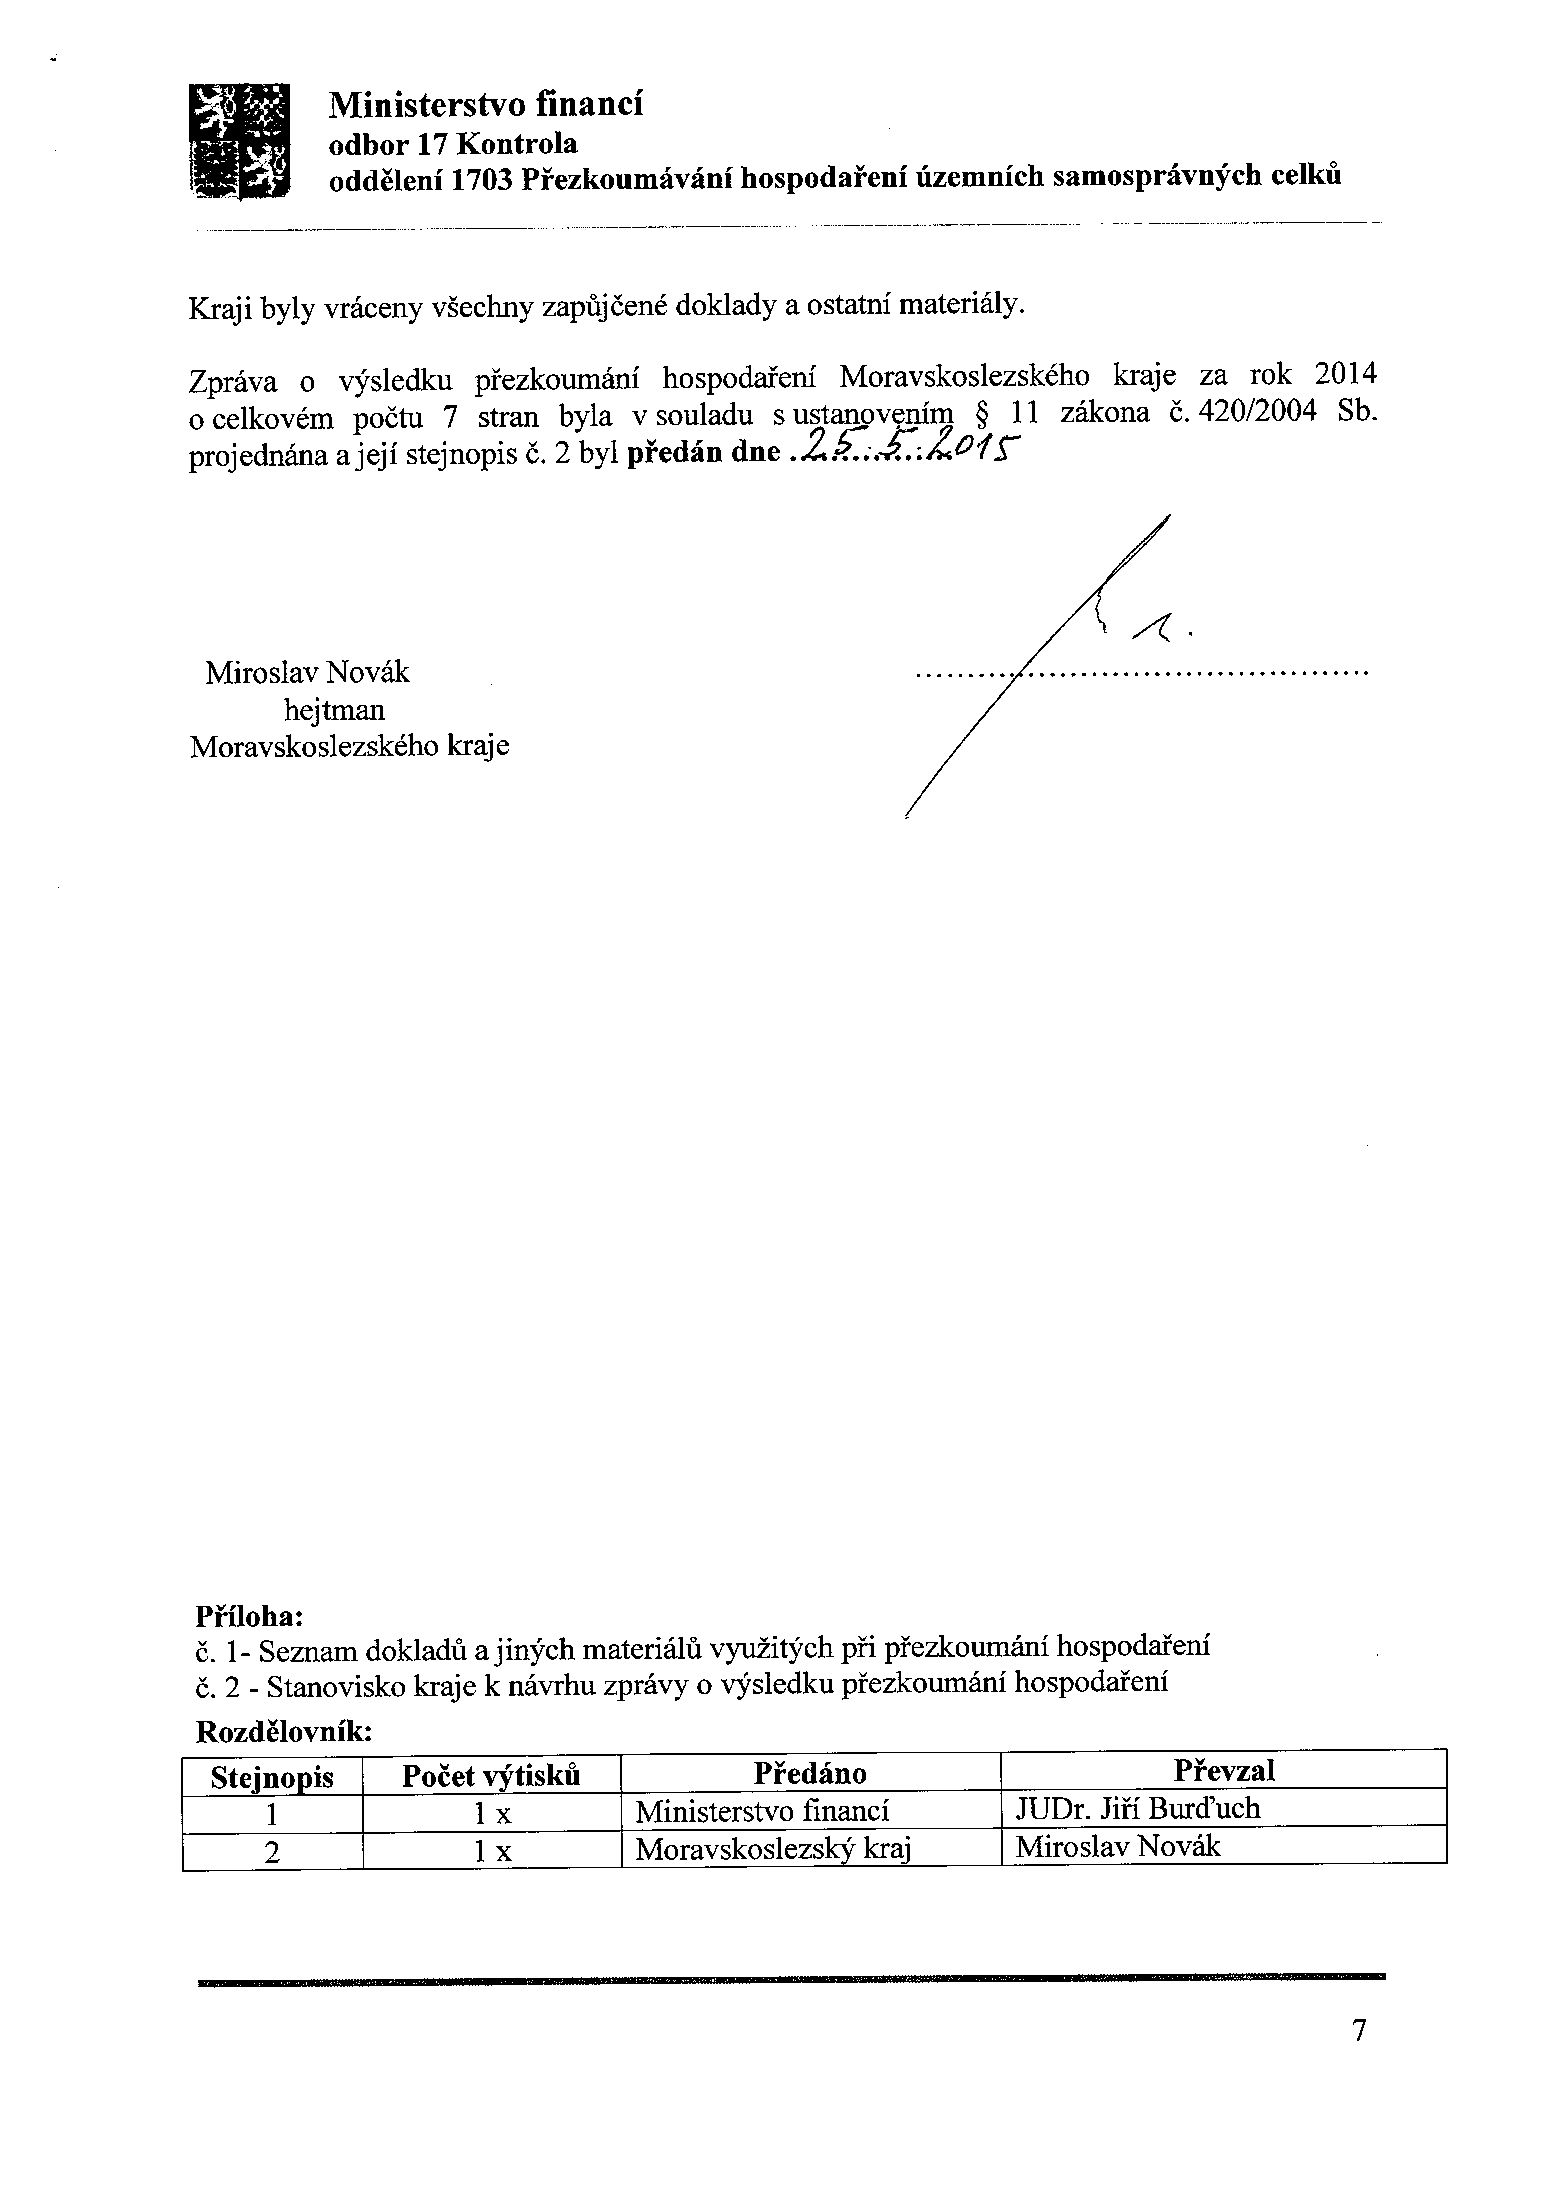 Ministerstvo financí
odbor 17 Kontrola
oddělení 1703 Přezkoumávání hospodaření územních samosprávných celků
Kraji byly vráceny všechny zapůjčené doklady a ostatní materiály.
Zpráva o výsledku přezkoumání hospodaření Moravskoslezského kraje za rok 2014
o celkovém počtu 7 stran byla v souladu s ustanovením § 11 zákona č. 420/2004 Sb.
projednána a její stejnopis č. 2 byl předán dne 25.5.2015
Miroslav Novák
hejtman
Moravskoslezského kraje
Příloha:
č. 1- Seznam dokladů a jiných materiálů využitých při přezkoumání hospodaření
č. 2 - Stanovisko kraje k návrhu zprávy o výsledku přezkoumání hospodaření
Rozdělovník:
Stejnopis Počet výtisků Předáno Převzal
1 1 x Ministerstvo financí JUDr. Jiří Burďuch
2 1 x Moravskoslezský kraj Miroslav Novák
7